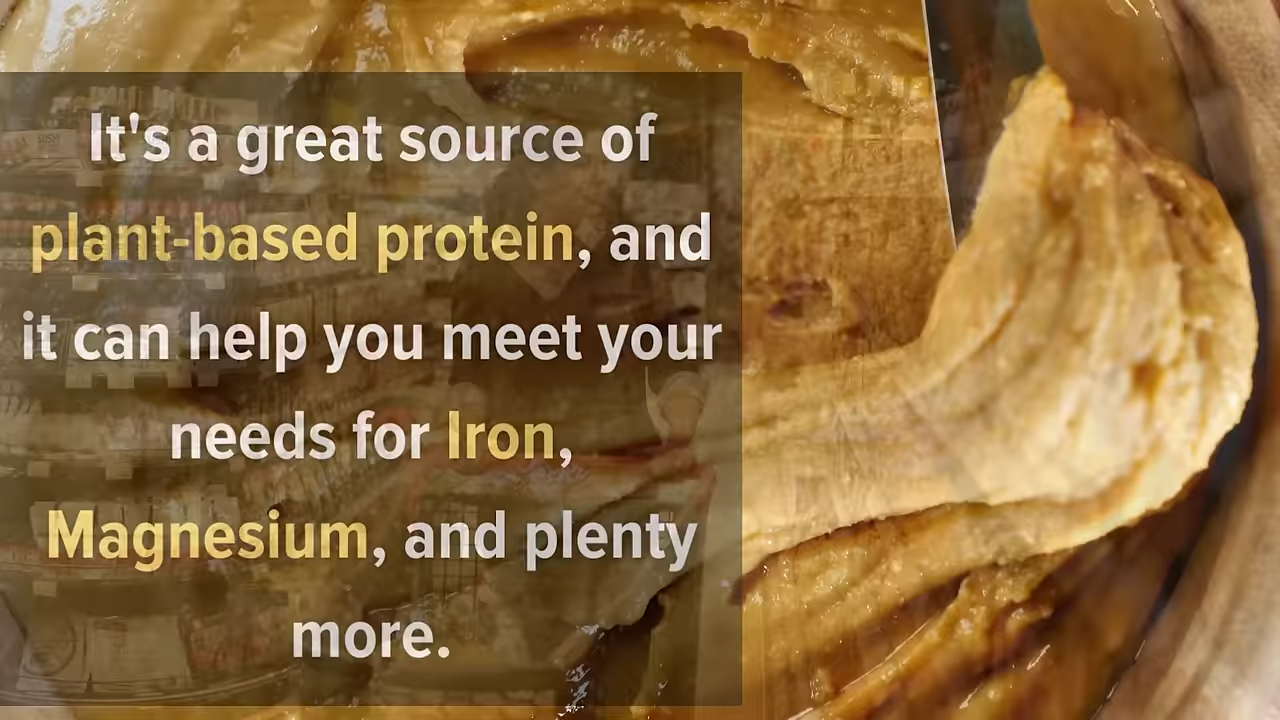 It's a great source of
plant-based protein, and
it can help you meet your
needs for Iron,
Magnesium, and plenty
more.